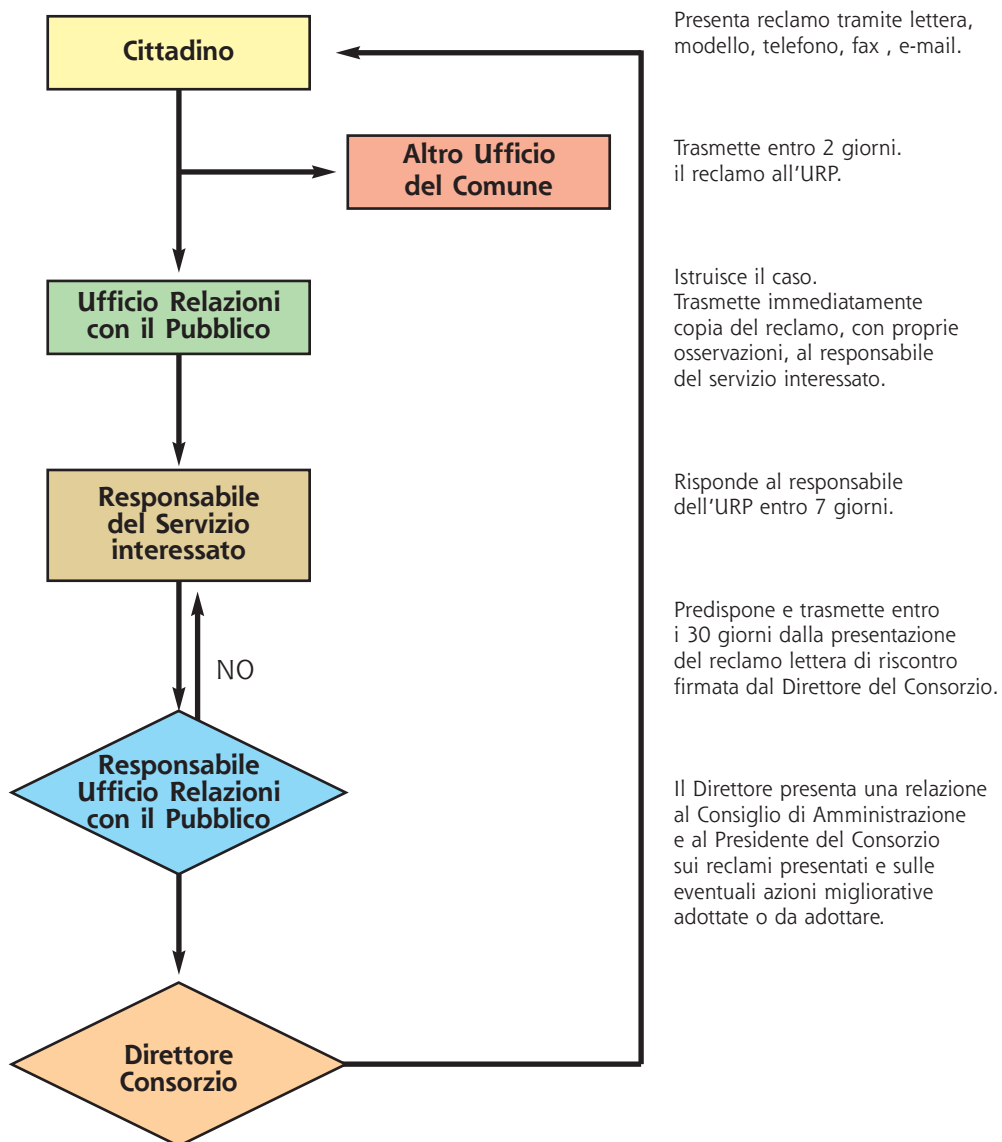 Cittadino
Presenta reclamo tramite lettera,
modello, telefono, fax , e-mail.
Altro Ufficio
del Comune
Trasmette entro 2 giorni.
il reclamo all'URP.
Ufficio Relazioni
con il Pubblico
Istruisce il caso.
Trasmette immediatamente
copia del reclamo, con proprie
osservazioni, al responsabile
del servizio interessato.
Responsabile
del Servizio
interessato
Risponde al responsabile
dell'URP entro 7 giorni.
NO
Predispone e trasmette entro
i 30 giorni dalla presentazione
del reclamo lettera di riscontro
firmata dal Direttore del Consorzio.
Responsabile
Ufficio Relazioni
con il Pubblico
Il Direttore presenta una relazione
al Consiglio di Amministrazione
e al Presidente del Consorzio
sui reclami presentati e sulle
eventuali azioni migliorative
adottate o da adottare.
Direttore
Consorzio